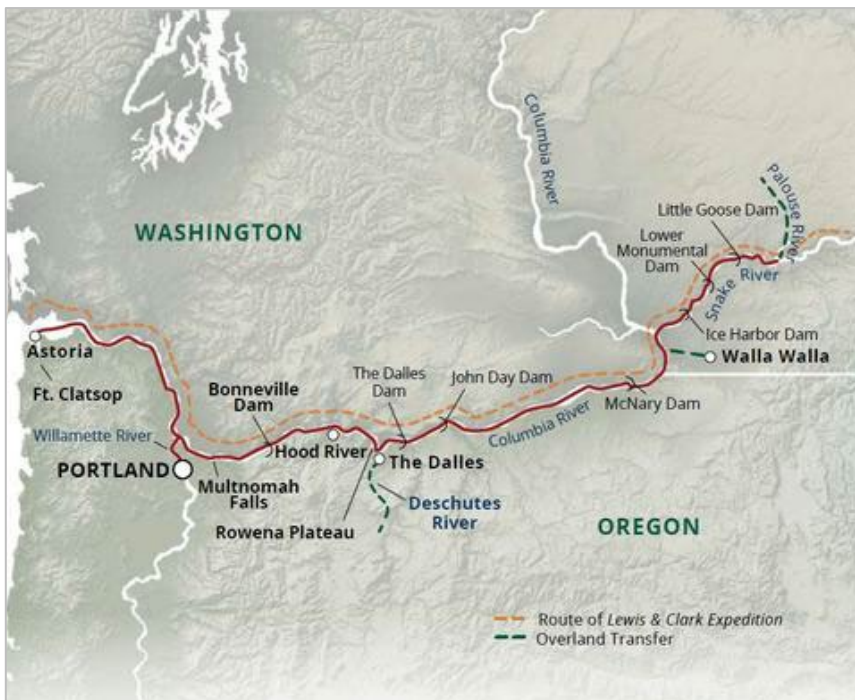 Columbia River
Palouse River
Little Goose Dam
Lower
Monumental
Dam
WASHINGTON
River
Snake
Ice Harbor Dam
Astoria
Walla Walla
Ft. Clatsop
Bonneville
Dam
The Dalles
Dam
John Day Dam
McNary Dam
Columbia River
Willamette River
Hood River
The Dalles
PORTLAND
Multnomah
Falls
Deschutes
River
Rowena Plateau
OREGON
Route of Lewis & Clark Expedition
Overland Transfer